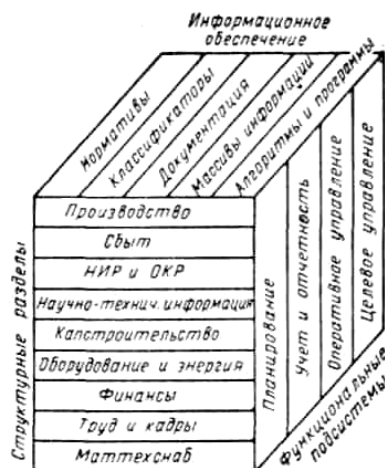 Информационное
обеспечение
Нормативы
Классификаторы
Документация
Массивы информации
Алгоритмы и программы
Структурные разделы
Производство
Сбыт
НИР и ОКР
Научно-технич. информация
Капстроительство
Оборудование и энергия
Финансы
Труд и кадры
Маттехснаб
Планирование
Учет и отчетность
Оперативное управление
Целевое управление
Функциональные
подсистемы